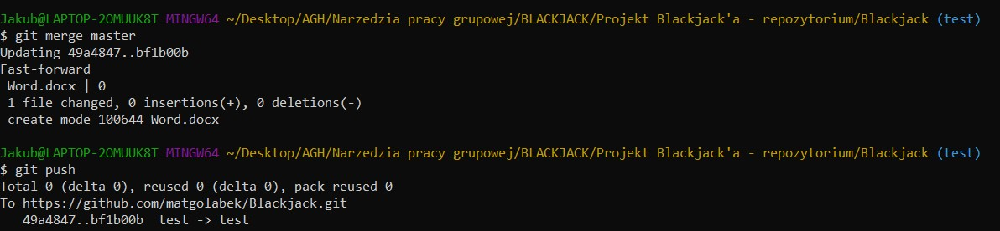 Jakub@LAPTOP-2OMUUK8T MINGW64 ~/Desktop/AGH/Narzedzia pracy grupowej/BLACKJACK/Projekt Blackjack'a - repozytorium/Blackjack (test)
$ git merge master
Updating 49a4847..bf1b00b
Fast-forward
 Word.docx | 0
 1 file changed, 0 insertions(+), 0 deletions(-)
 create mode 100644 Word.docx

Jakub@LAPTOP-2OMUUK8T MINGW64 ~/Desktop/AGH/Narzedzia pracy grupowej/BLACKJACK/Projekt Blackjack'a - repozytorium/Blackjack (test)
$ git push
Total 0 (delta 0), reused 0 (delta 0), pack-reused 0
To https://github.com/matgolabek/Blackjack.git
   49a4847..bf1b00b  test -> test